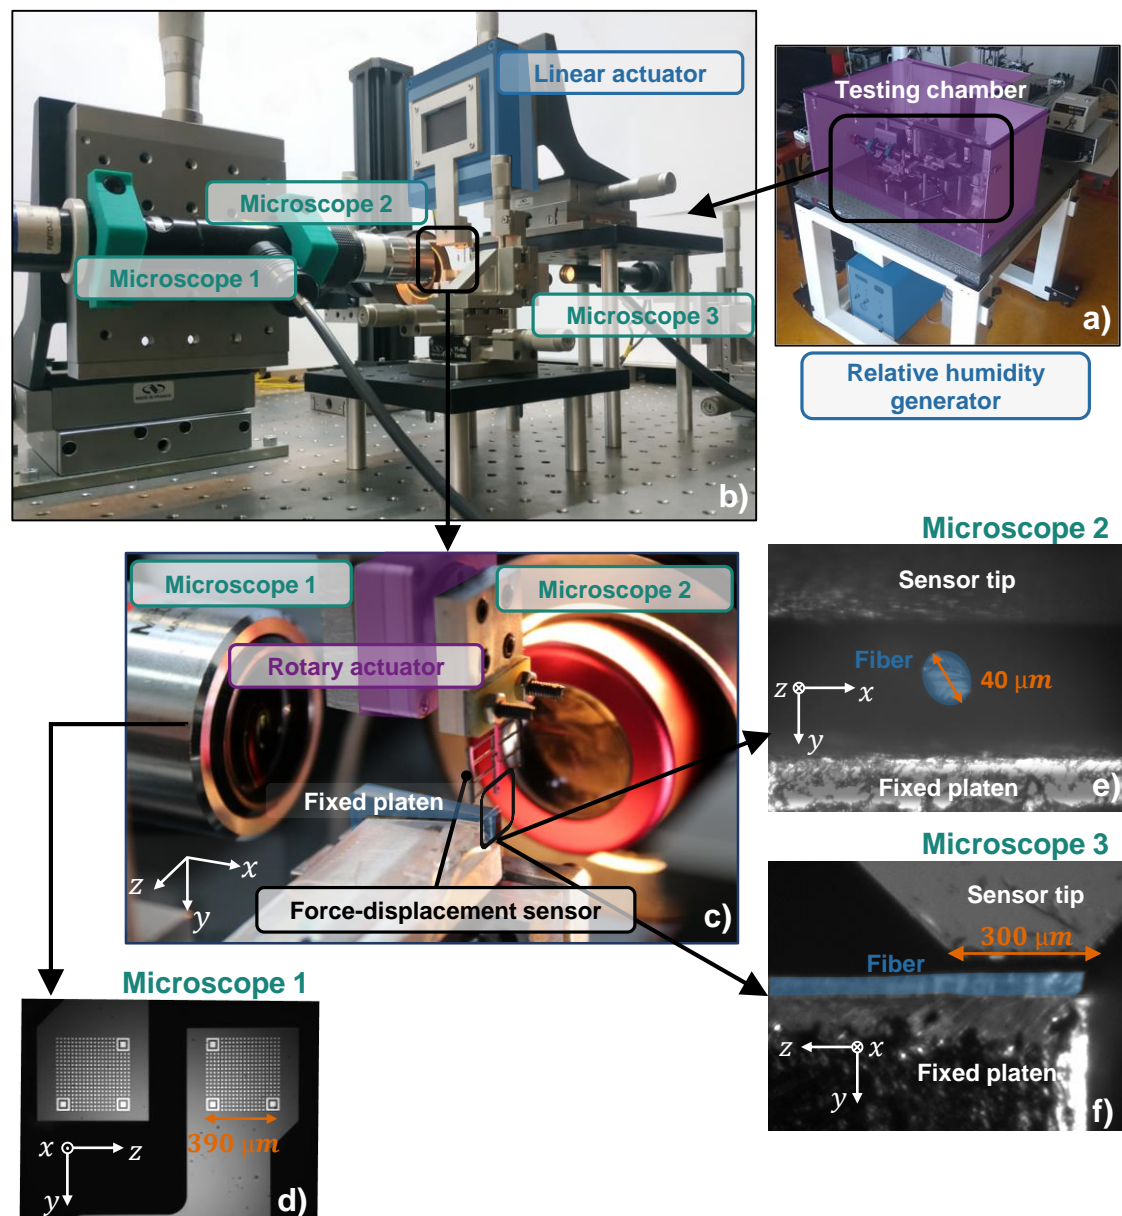 Linear actuator
Microscope 2
Microscope 1
Microscope 3
b)
Testing chamber
a)
Relative humidity
generator
Microscope 1
Microscope 2
Rotary actuator
Fixed platen
z
x
y
Force-displacement sensor
c)
Microscope 2
Sensor tip
Fiber
40 μm
z
x
y
Fixed platen
e)
Microscope 3
Sensor tip
300 μm
Fiber
z
x
y
Fixed platen
f)
Microscope 1
390 μm
x
z
y
d)